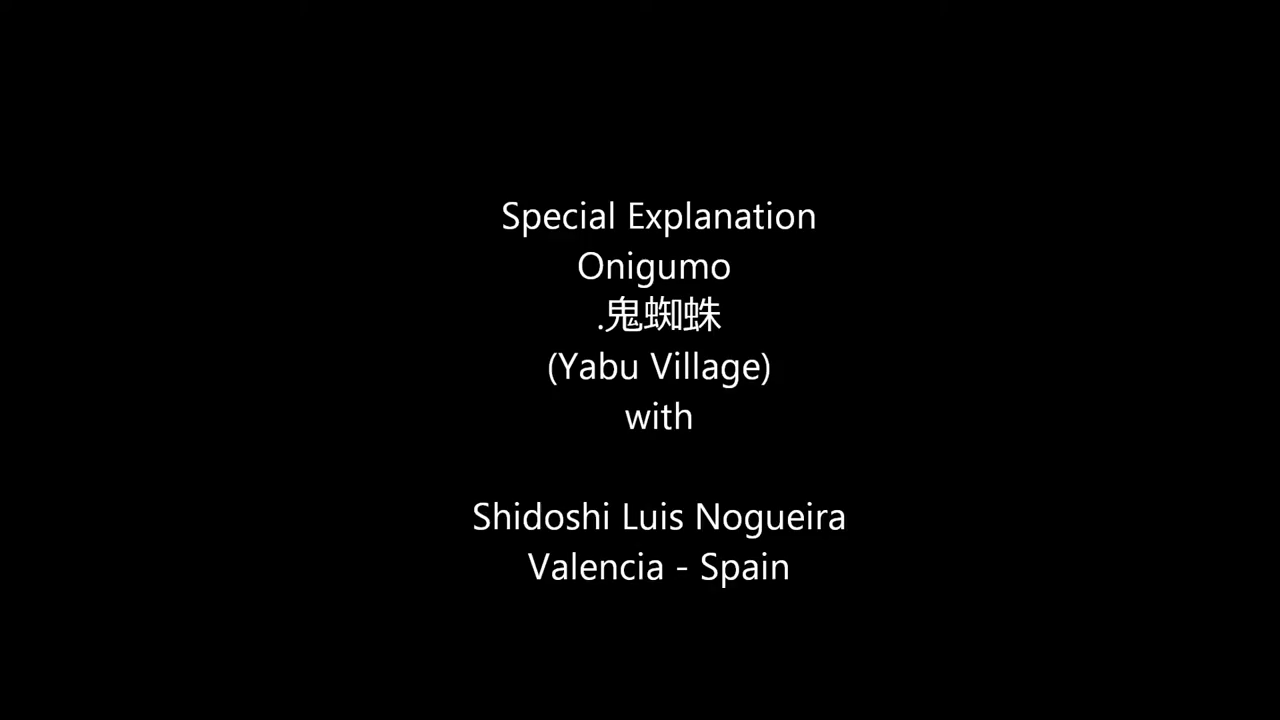 Special Explanation
Onigumo
.鬼蜘蛛
(Yabu Village)
with
Shidoshi Luis Nogueira
Valencia - Spain